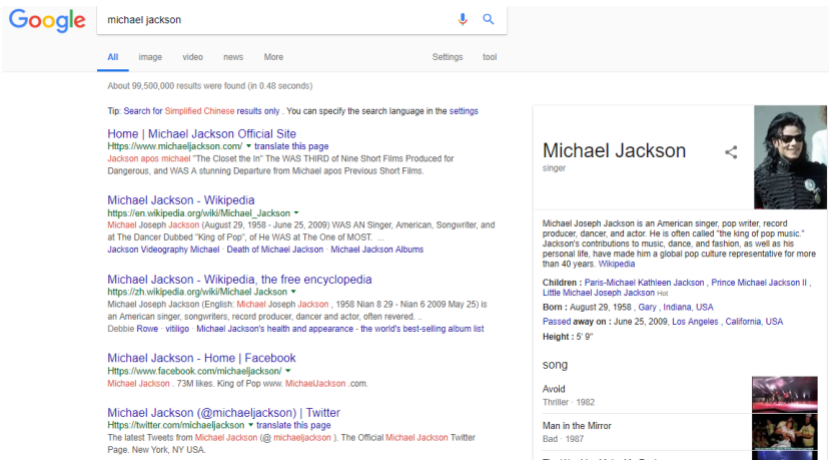 Google
michael jackson
All image video news More Settings tool
About 99,500,000 results were found (in 0.48 seconds)
Tip: Search for Simplified Chinese results only . You can specify the search language in the settings
Home | Michael Jackson Official Site
Https://www.michaeljackson.com/ translate this page
Jackson apos michael "The Closet the In" The WAS THIRD of Nine Short Films Produced for
Dangerous, and WAS A stunning Departure from Michael apos Previous Short Films.
Michael Jackson - Wikipedia
https://en.wikipedia.org/wiki/Michael_Jackson
Michael Joseph Jackson (August 29, 1958 - June 25, 2009) WAS AN Singer, American, Songwriter, and
at The Dancer Dubbed "King of Pop", of He WAS at The One of MOST. ...
Jackson Videography Michael · Death of Michael Jackson · Michael Jackson Albums
Michael Jackson - Wikipedia, the free encyclopedia
https://zh.wikipedia.org/wiki/Michael Jackson
Michael Joseph Jackson (English: Michael Joseph Jackson , 1958 Nian 8 29 - Nian 6 2009 May 25) is
an American singer, songwriters, record producer, dancer and actor, often revered. ..
Debbie Rowe · vitiligo · Michael Jackson's health and appearance - the world's best-selling album list
Michael Jackson - Home | Facebook
Https://www.facebook.com/michaeljackson/
Michael Jackson . 73M likes. King of Pop www. MichaelJackson .com.
Michael Jackson (@michaeljackson) | Twitter
Https://twitter.com/michaeljackson translate this page
The latest Tweets from Michael Jackson (@ michaeljackson ). The Official Michael Jackson Twitter
Page. New York, NY USA.
Michael Jackson
singer
Michael Joseph Jackson is an American singer, pop writer, record
producer, dancer, and actor. He is often called "the king of pop music."
Jackson's contributions to music, dance, and fashion, as well as his
personal life, have made him a global pop culture representative for more
than 40 years. Wikipedia
Children : Paris-Michael Kathleen Jackson , Prince Michael Jackson II ,
Little Michael Joseph Jackson Hot
Born : August 29, 1958 , Gary , Indiana, USA
Passed away on : June 25, 2009, Los Angeles , California, USA
Height : 5' 9"
song
Avoid
Thriller · 1982
Man in the Mirror
Bad · 1987